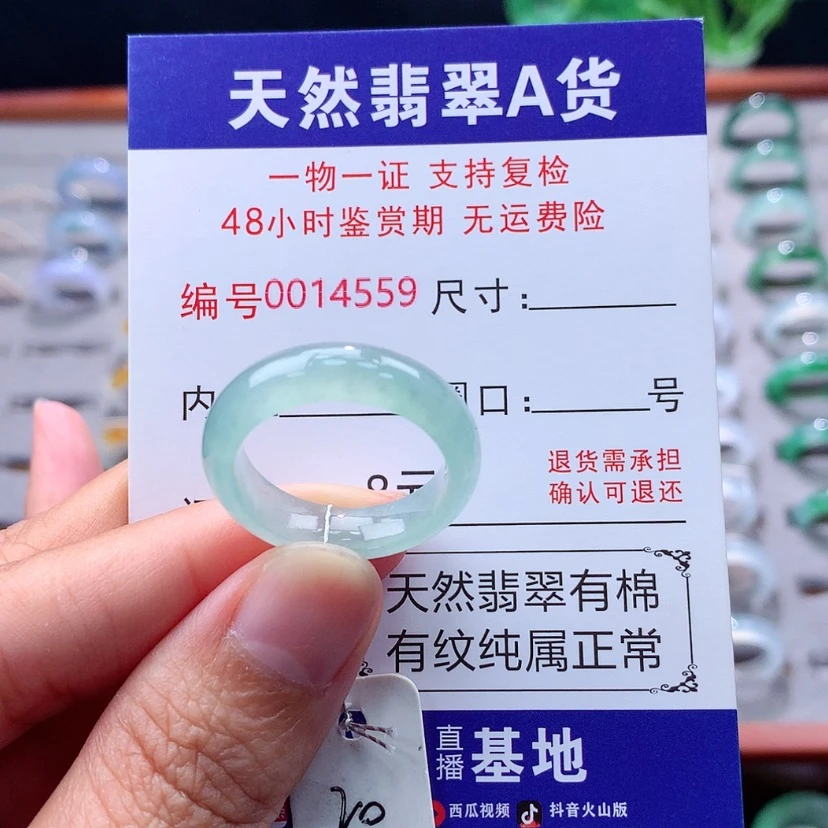 天然翡翠A货
一物一证 支持复检
48小时鉴赏期 无运费险
编号0014559 尺寸:
内 圈口: 号
退货需承担
8元
确认可退还
天然翡翠有棉
有纹纯属正常
直播基地
西瓜视频 抖音火山版
20